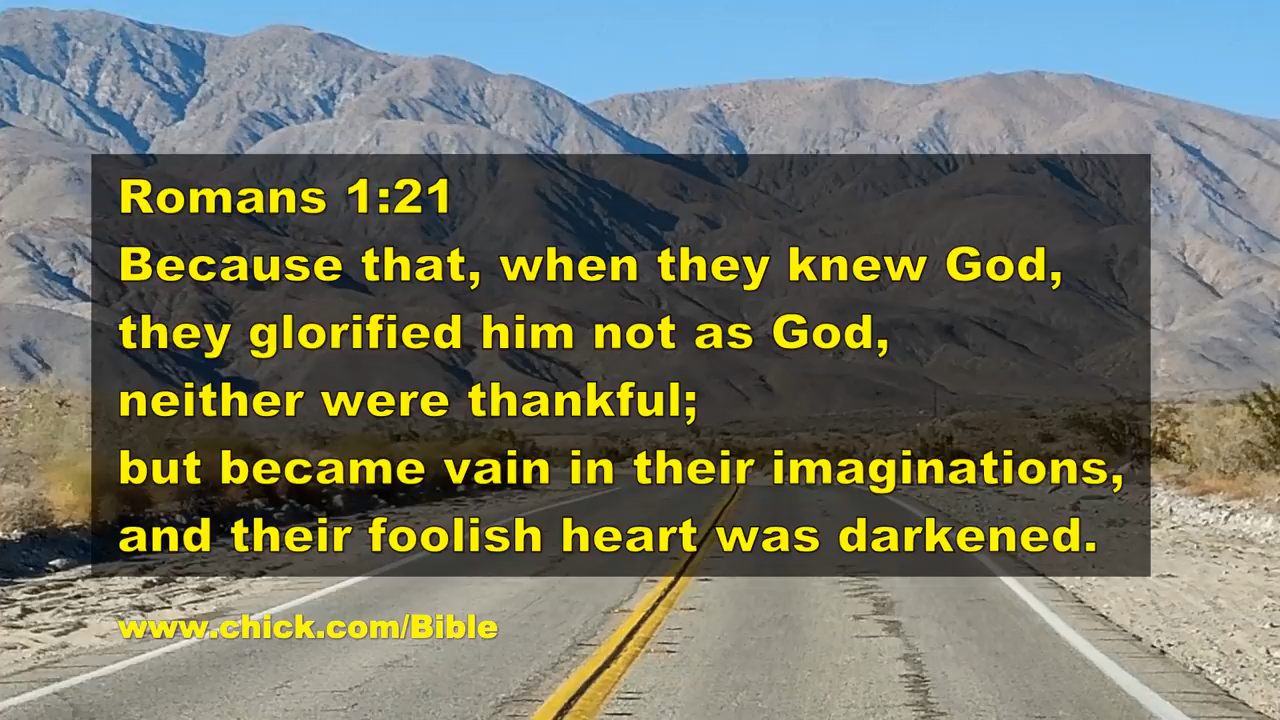 Romans 1:21
Because that, when they knew God,
they glorified him not as God,
neither were thankful;
but became vain in their imaginations,
and their foolish heart was darkened.
www.chick.com/Bible